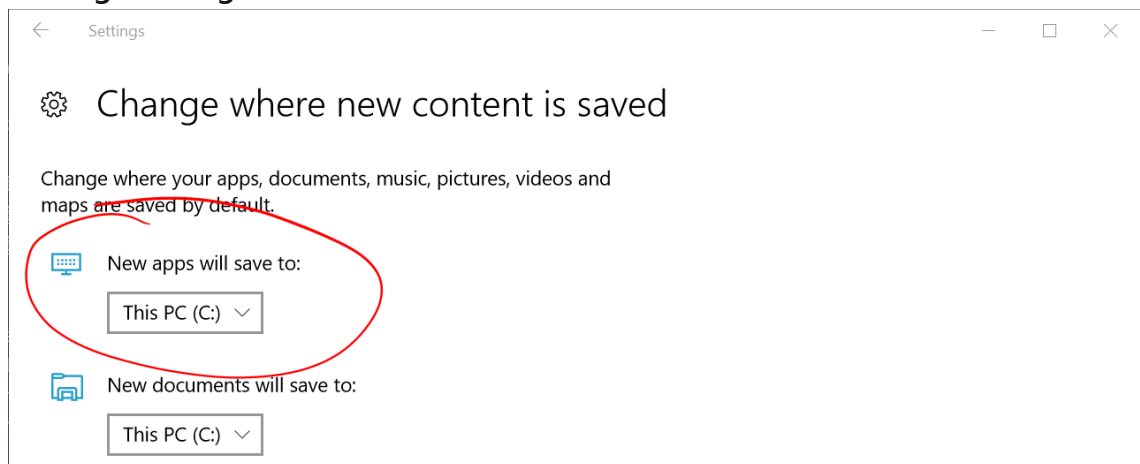 Settings
Change where new content is saved
Change where your apps, documents, music, pictures, videos and
maps are saved by default.
New apps will save to:
This PC (C:)
New documents will save to:
This PC (C:)